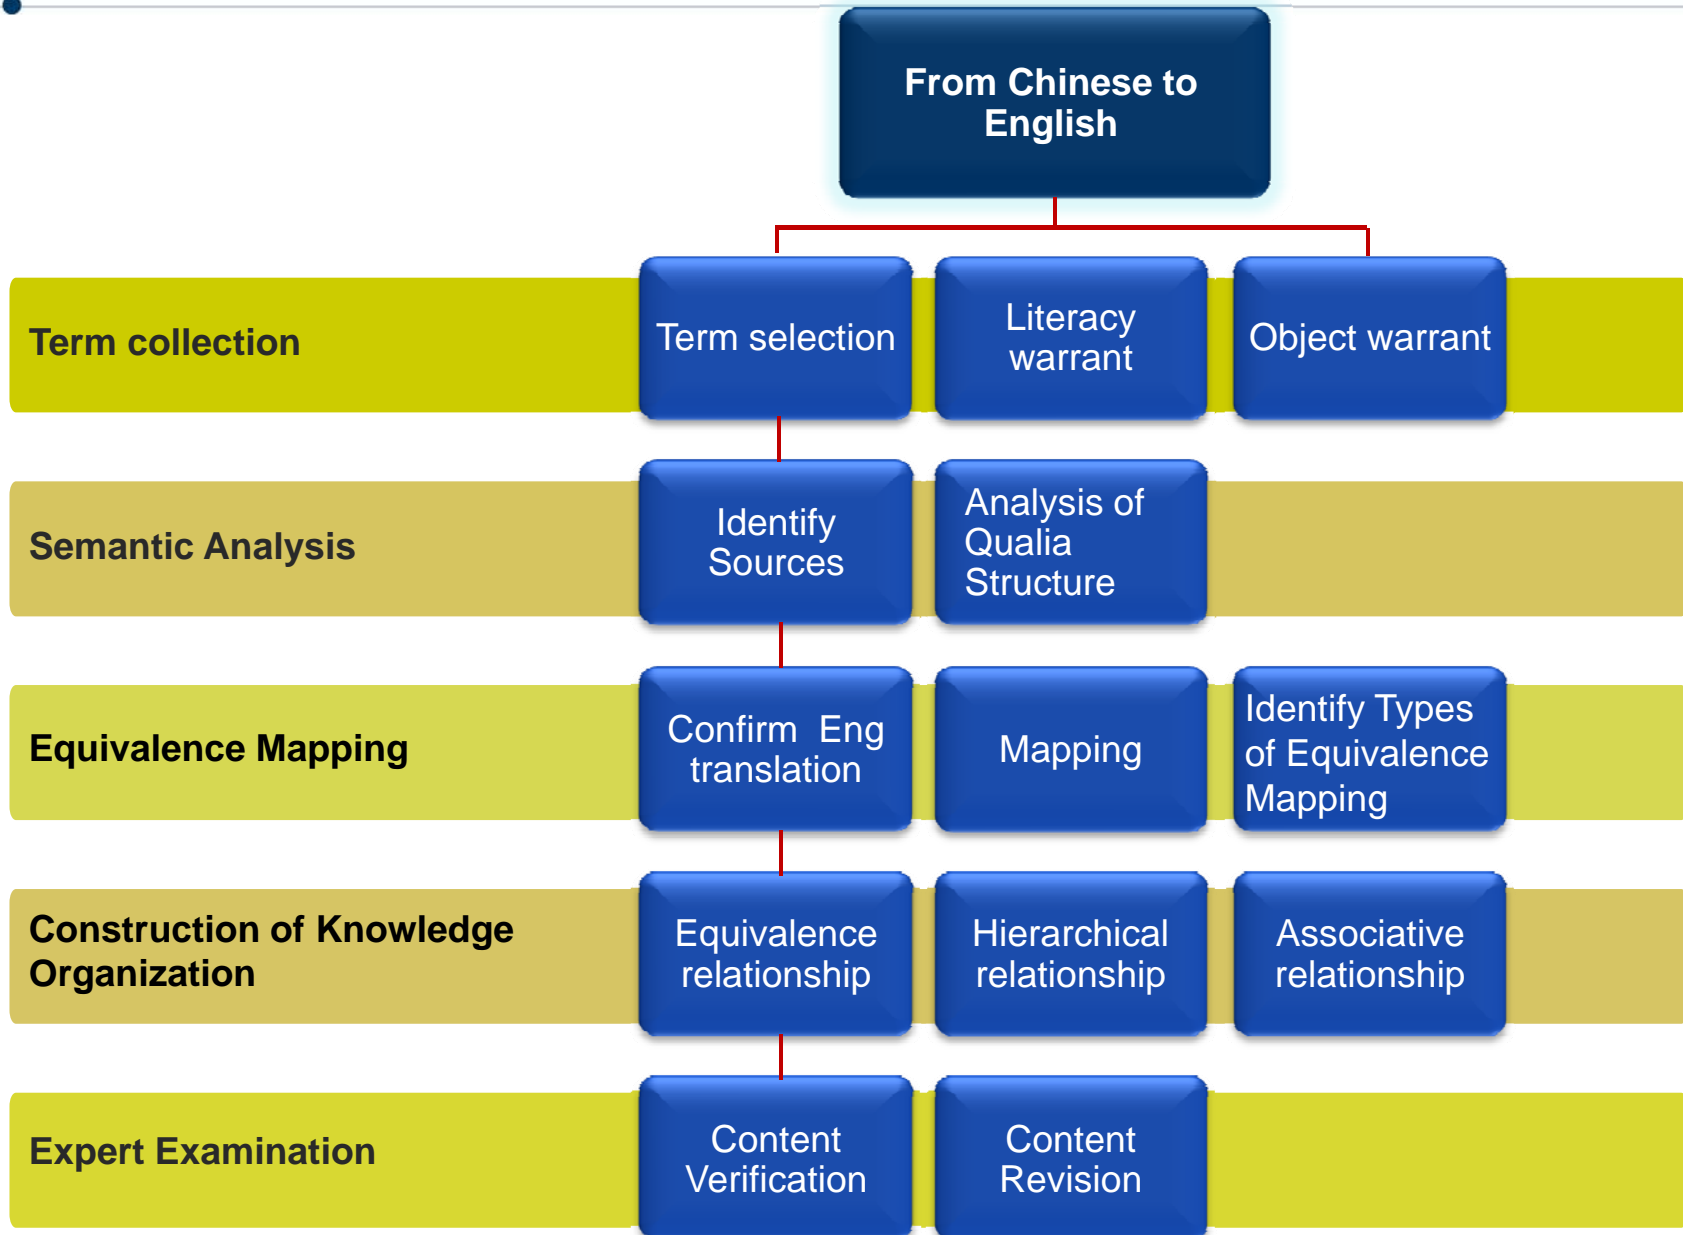 From Chinese to
English
Term collection
Term selection
Literacy
warrant
Object warrant
Semantic Analysis
Identify
Sources
Analysis of
Qualia
Structure
Equivalence Mapping
Confirm  Eng
translation
Mapping
Identify Types
of Equivalence
Mapping
Construction of Knowledge
Organization
Equivalence
relationship
Hierarchical
relationship
Associative
relationship
Expert Examination
Content
Verification
Content
Revision